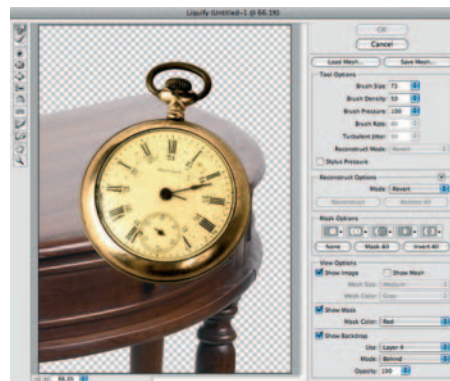 Liquify (Untitled-1 @ 66.1%)
OK
Cancel
Load Mesh... Save Mesh...
Tool Options
Brush Size: 73
Brush Density: 50
Brush Pressure: 100
Brush Rate: 80
Turbulent Jitter:
Reconstruct Mode: Revert
Stylus Pressure
Reconstruct Options
Mode: Revert
Reconstruct Restore All
Mask Options
None Mask All Invert All
View Options
Show Image Show Mesh
Mesh Size: Medium
Mesh Color: Gray
Show Mask
Mask Color: Red
Show Backdrop
Use: Layer 4
Mode: Behind
Opacity: 100
66.1%